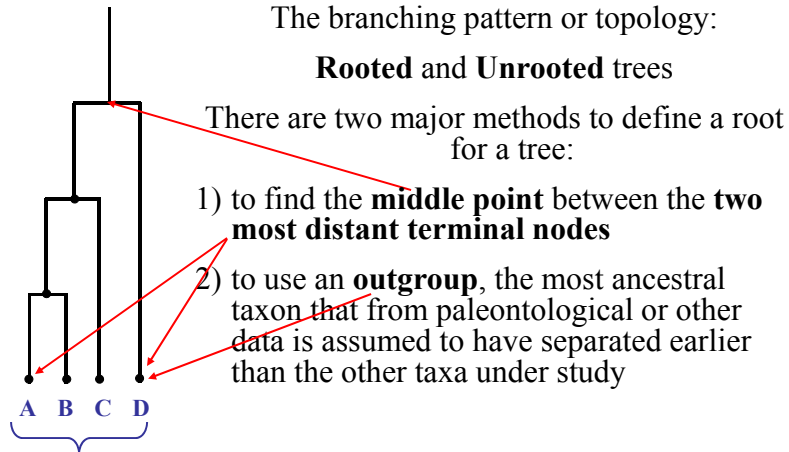 The branching pattern or topology:
Rooted and Unrooted trees
There are two major methods to define a root
for a tree:
1) to find the middle point between the two
most distant terminal nodes
2) to use an outgroup, the most ancestral
taxon that from paleontological or other
data is assumed to have separated earlier
than the other taxa under study
A B C D